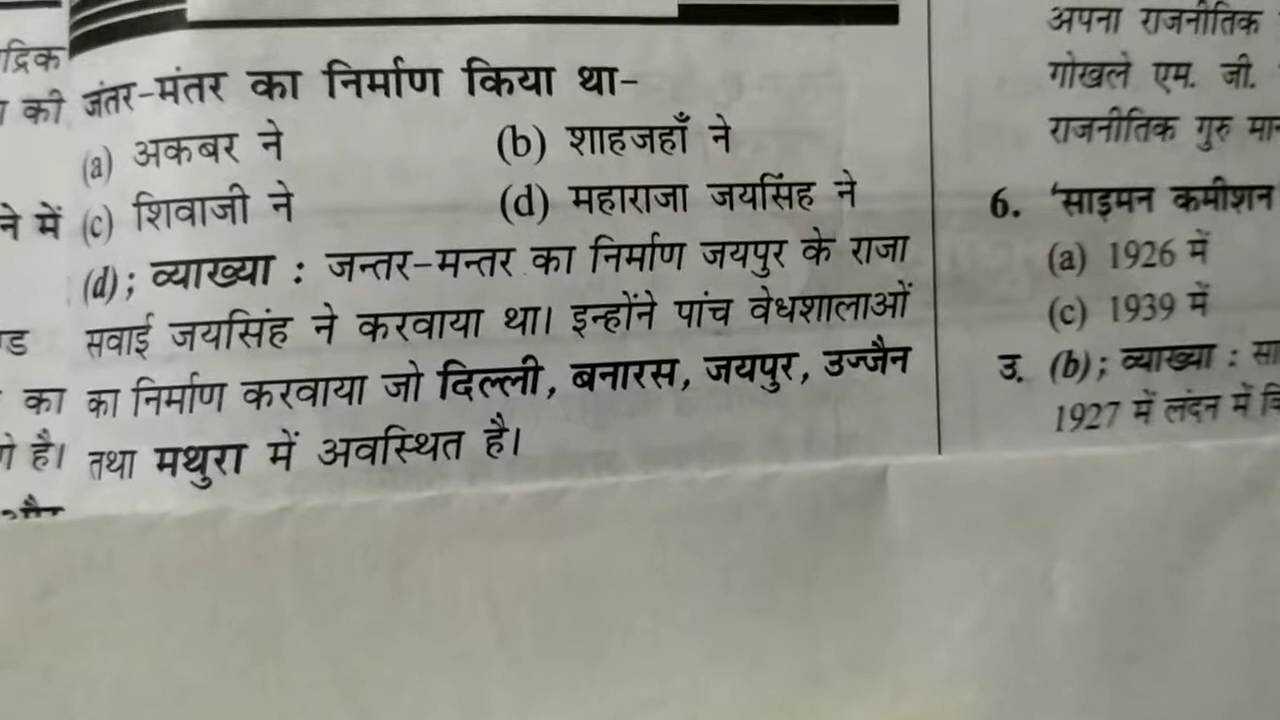 द्रिक
की
जंतर-मंतर का निर्माण किया था-
(a) अकबर ने (b) शाहजहाँ ने
ने में
(c) शिवाजी ने (d) महाराजा जयसिंह ने
(d); व्याख्या : जन्तर-मन्तर का निर्माण जयपुर के राजा
सवाई जयसिंह ने करवाया था। इन्होंने पांच वेधशालाओं
का
का निर्माण करवाया जो दिल्ली, बनारस, जयपुर, उज्जैन
है।
तथा मथुरा में अवस्थित है।
अपना राजनीतिक
गोखले एम. जी.
राजनीतिक गुरु
6. 'साइमन कमीशन
(a) 1926 में
(c) 1939 में
उ. (b); व्याख्या :
1927 में लंदन में